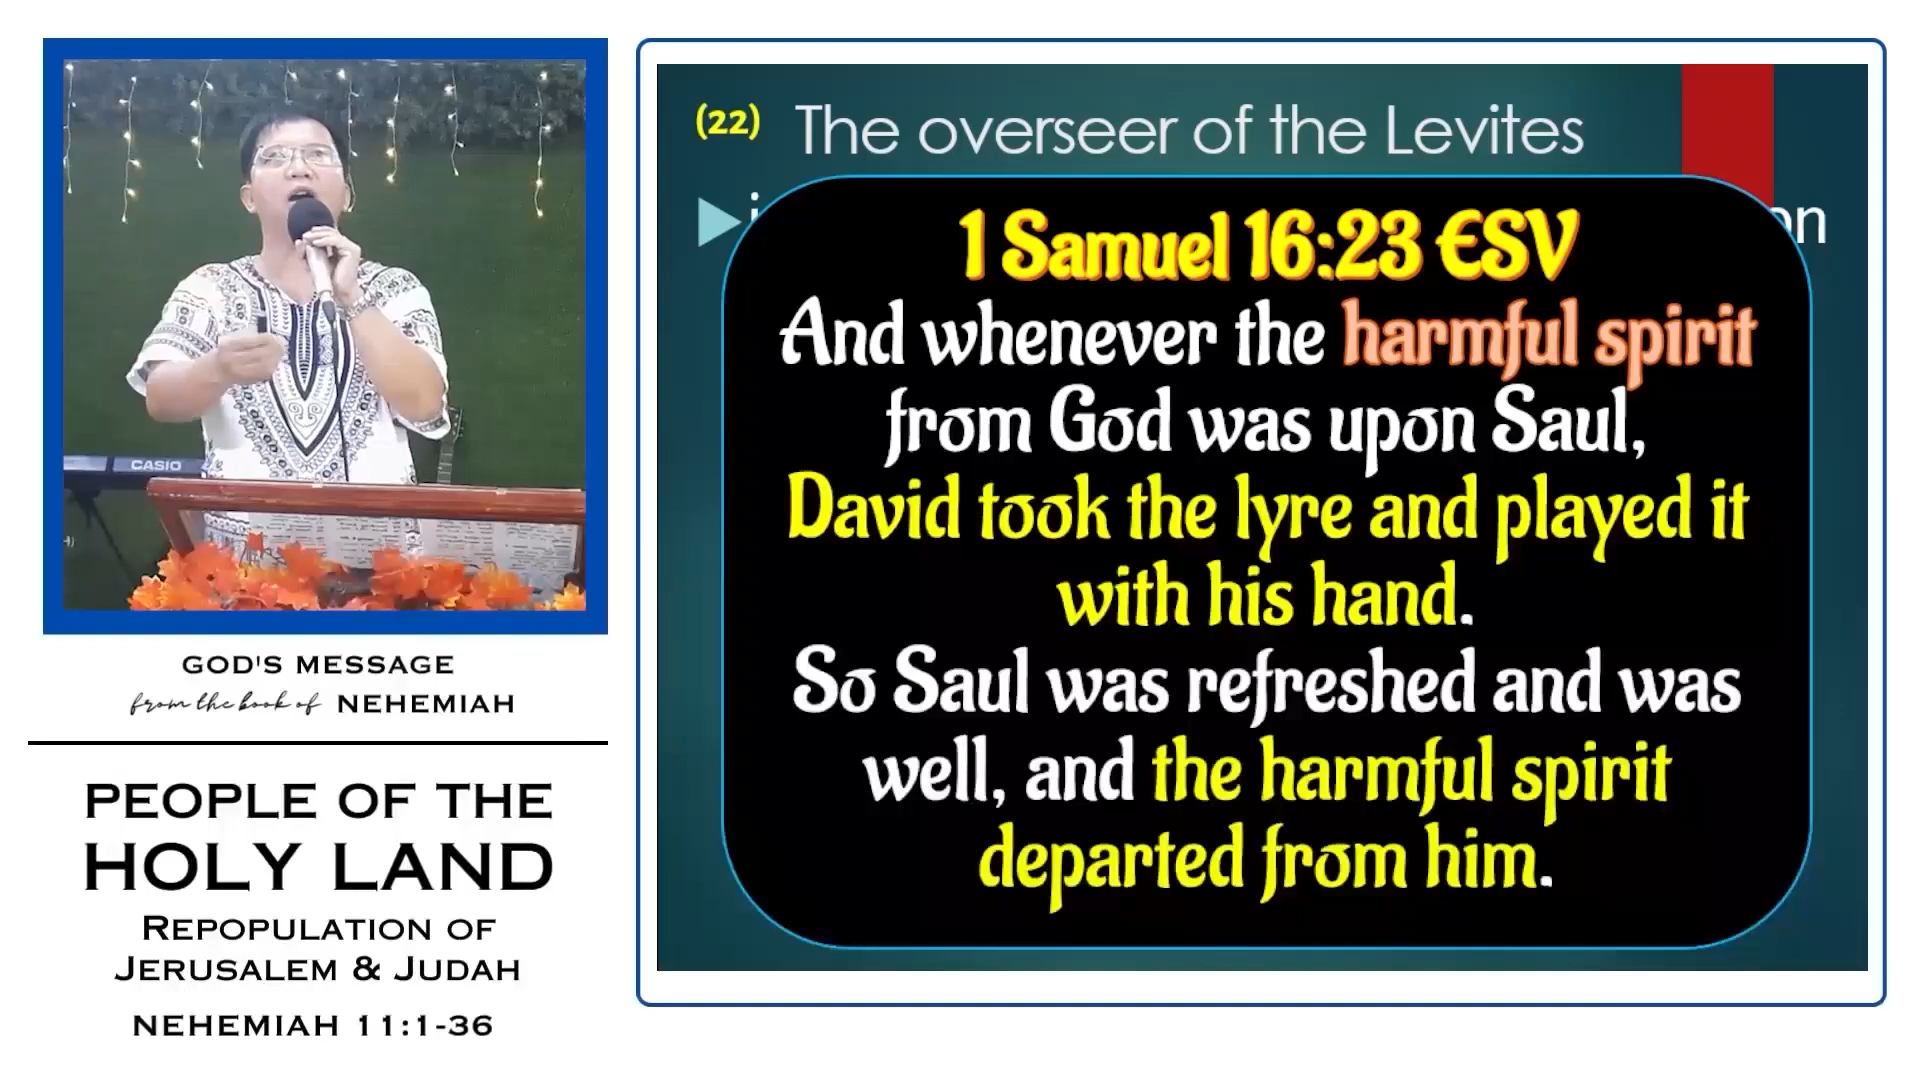 CASIO
GOD'S MESSAGE
from the book of NEHEMIAH
PEOPLE OF THE
HOLY LAND
REPOPULATION OF
JERUSALEM & JUDAH
NEHEMIAH 11:1-36
(22) The overseer of the Levites
1 Samuel 16:23 ESV
And whenever the harmful spirit
from God was upon Saul,
David took the lyre and played it
with his hand.
So Saul was refreshed and was
well, and the harmful spirit
departed from him.